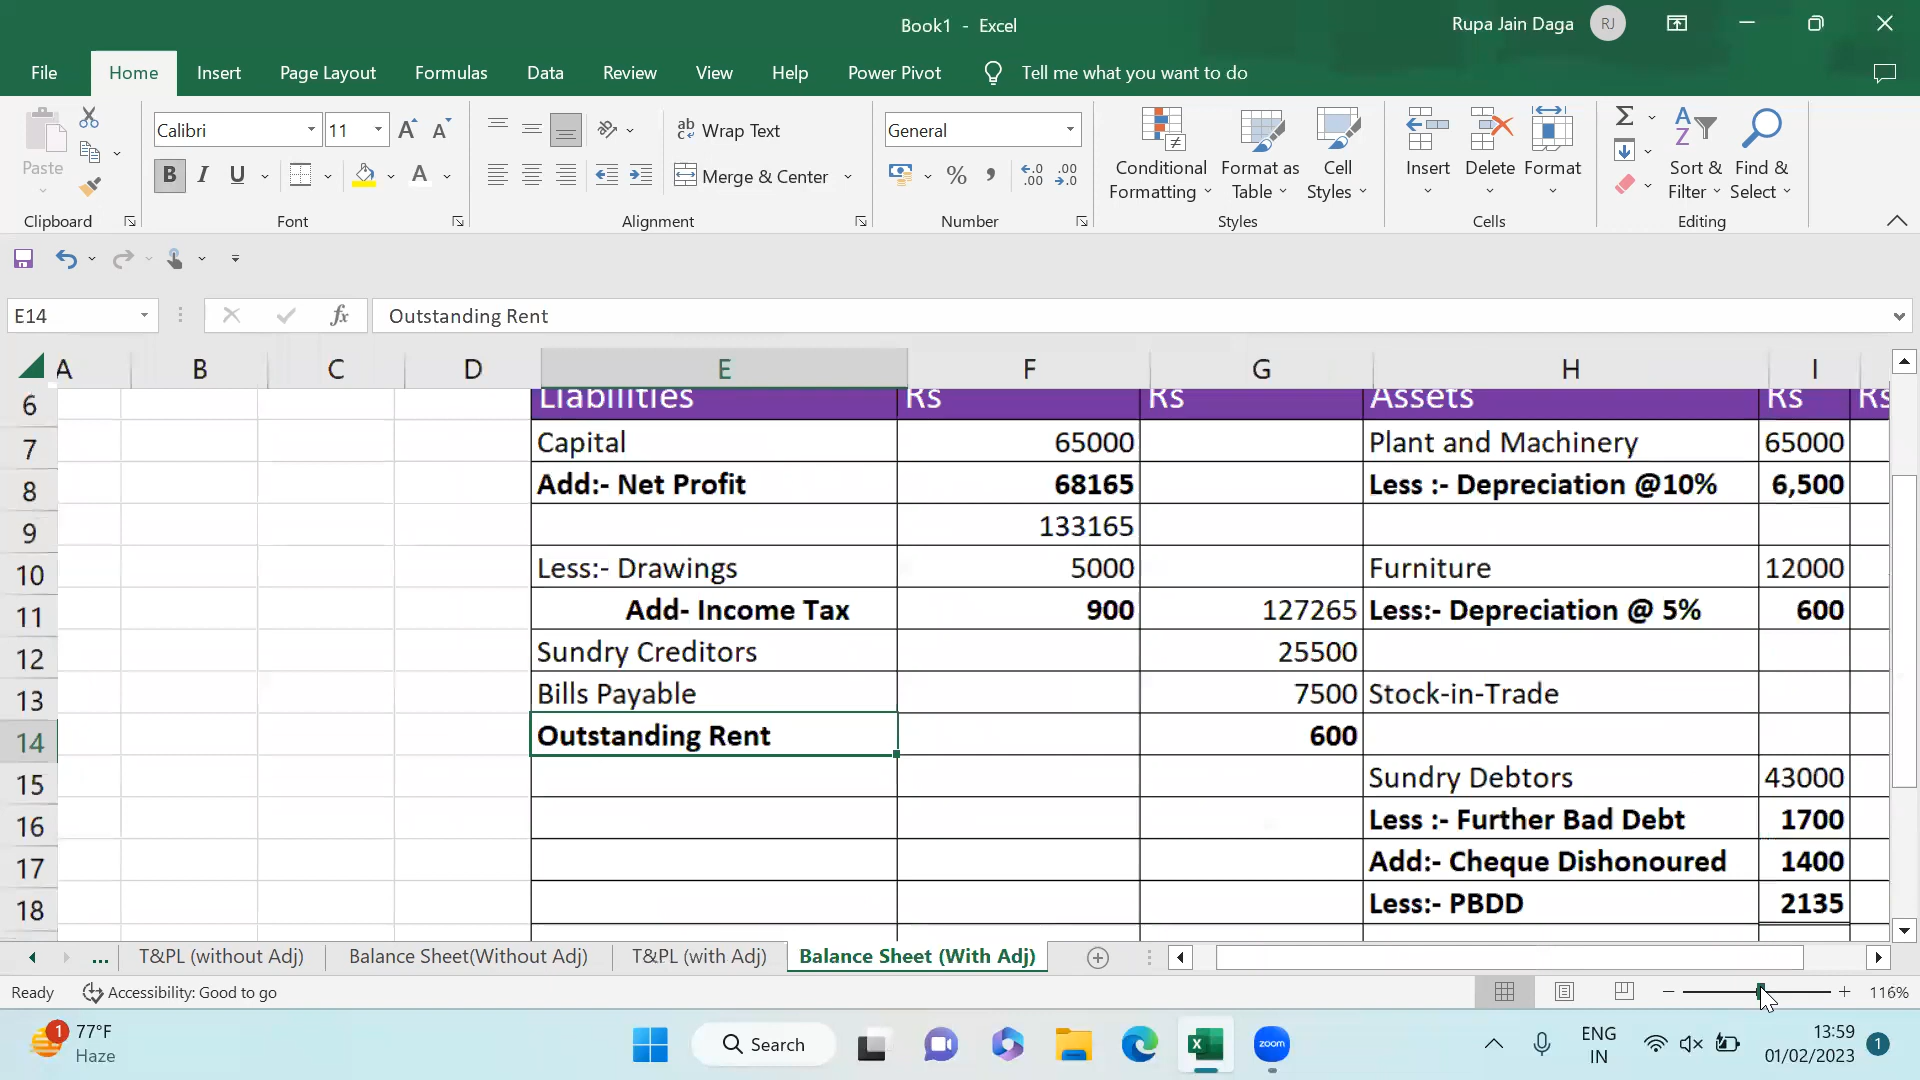 Book1 - Excel
Rupa Jain Daga RJ
File Home Insert Page Layout Formulas Data Review View Help Power Pivot Tell me what you want to do
Paste
Calibri 11
B I U
ab Wrap Text
Merge & Center
General
Conditional Formatting
Format as Table
Cell Styles
Insert Delete Format
Sort & Filter
Find & Select
Clipboard Font Alignment Number Styles Cells Editing
E14 fx Outstanding Rent
A B C D E F G H I
6 Liabilities Rs Rs Assets Rs Rs
7 Capital 65000 Plant and Machinery 65000
8 Add:- Net Profit 68165 Less :- Depreciation @10% 6,500
9 133165
10 Less:- Drawings 5000 Furniture 12000
11 Add- Income Tax 900 127265 Less:- Depreciation @ 5% 600
12 Sundry Creditors 25500
13 Bills Payable 7500 Stock-in-Trade
14 Outstanding Rent 600
15 Sundry Debtors 43000
16 Less :- Further Bad Debt 1700
17 Add:- Cheque Dishonoured 1400
18 Less:- PBDD 2135
... T&PL (without Adj) Balance Sheet(Without Adj) T&PL (with Adj) Balance Sheet (With Adj)
Ready Accessibility: Good to go 116%
1 77°F
Haze
Search
zoom
ENG
IN
13:59
01/02/2023
1